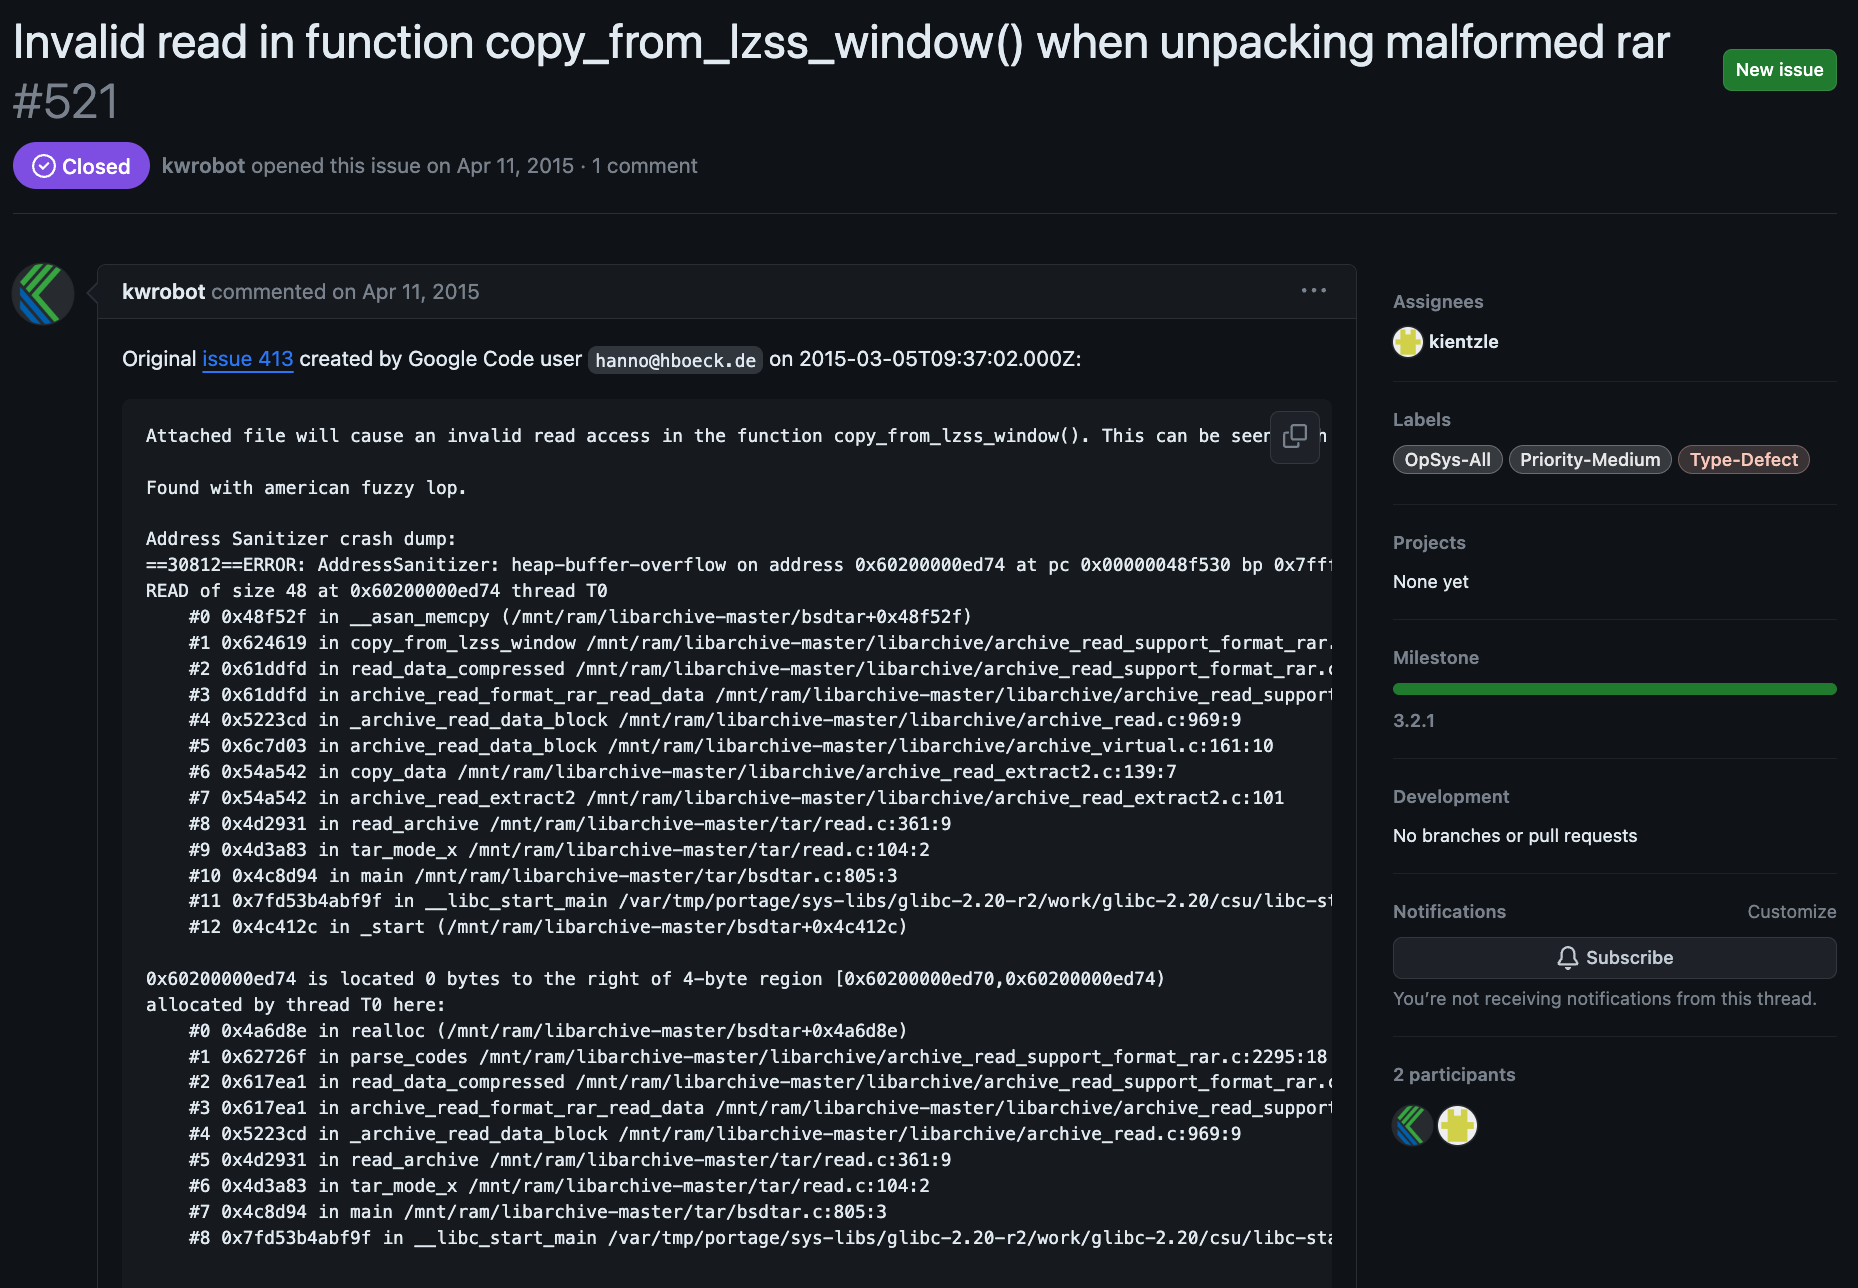 Invalid read in function copy_from_lzss_window() when unpacking malformed rar
#521
New issue
Closed
kwrobot opened this issue on Apr 11, 2015 · 1 comment
kwrobot commented on Apr 11, 2015
Original issue 413 created by Google Code user hanno@hboeck.de on 2015-03-05T09:37:02.000Z:
Attached file will cause an invalid read access in the function copy_from_lzss_window(). This can be seen
Found with american fuzzy lop.
Address Sanitizer crash dump:
==30812==ERROR: AddressSanitizer: heap-buffer-overflow on address 0x60200000ed74 at pc 0x00000048f530 bp 0x7fff
READ of size 48 at 0x60200000ed74 thread T0
#0 0x48f52f in __asan_memcpy (/mnt/ram/libarchive-master/bsdtar+0x48f52f)
#1 0x624619 in copy_from_lzss_window /mnt/ram/libarchive-master/libarchive/archive_read_support_format_rar.
#2 0x61ddfd in read_data_compressed /mnt/ram/libarchive-master/libarchive/archive_read_support_format_rar.c
#3 0x61ddfd in archive_read_format_rar_read_data /mnt/ram/libarchive-master/libarchive/archive_read_support
#4 0x5223cd in _archive_read_data_block /mnt/ram/libarchive-master/libarchive/archive_read.c:969:9
#5 0x6c7d03 in archive_read_data_block /mnt/ram/libarchive-master/libarchive/archive_virtual.c:161:10
#6 0x54a542 in copy_data /mnt/ram/libarchive-master/libarchive/archive_read_extract2.c:139:7
#7 0x54a542 in archive_read_extract2 /mnt/ram/libarchive-master/libarchive/archive_read_extract2.c:101
#8 0x4d2931 in read_archive /mnt/ram/libarchive-master/tar/read.c:361:9
#9 0x4d3a83 in tar_mode_x /mnt/ram/libarchive-master/tar/read.c:104:2
#10 0x4c8d94 in main /mnt/ram/libarchive-master/tar/bsdtar.c:805:3
#11 0x7fd53b4abf9f in __libc_start_main /var/tmp/portage/sys-libs/glibc-2.20-r2/work/glibc-2.20/csu/libc-st
#12 0x4c412c in _start (/mnt/ram/libarchive-master/bsdtar+0x4c412c)
0x60200000ed74 is located 0 bytes to the right of 4-byte region [0x60200000ed70,0x60200000ed74)
allocated by thread T0 here:
#0 0x4a6d8e in realloc (/mnt/ram/libarchive-master/bsdtar+0x4a6d8e)
#1 0x62726f in parse_codes /mnt/ram/libarchive-master/libarchive/archive_read_support_format_rar.c:2295:18
#2 0x617ea1 in read_data_compressed /mnt/ram/libarchive-master/libarchive/archive_read_support_format_rar.c
#3 0x617ea1 in archive_read_format_rar_read_data /mnt/ram/libarchive-master/libarchive/archive_read_support
#4 0x5223cd in _archive_read_data_block /mnt/ram/libarchive-master/libarchive/archive_read.c:969:9
#5 0x4d2931 in read_archive /mnt/ram/libarchive-master/tar/read.c:361:9
#6 0x4d3a83 in tar_mode_x /mnt/ram/libarchive-master/tar/read.c:104:2
#7 0x4c8d94 in main /mnt/ram/libarchive-master/tar/bsdtar.c:805:3
#8 0x7fd53b4abf9f in __libc_start_main /var/tmp/portage/sys-libs/glibc-2.20-r2/work/glibc-2.20/csu/libc-sta
Assignees
kientzle
Labels
OpSys-All Priority-Medium Type-Defect
Projects
None yet
Milestone
3.2.1
Development
No branches or pull requests
Notifications Customize
Subscribe
You're not receiving notifications from this thread.
2 participants